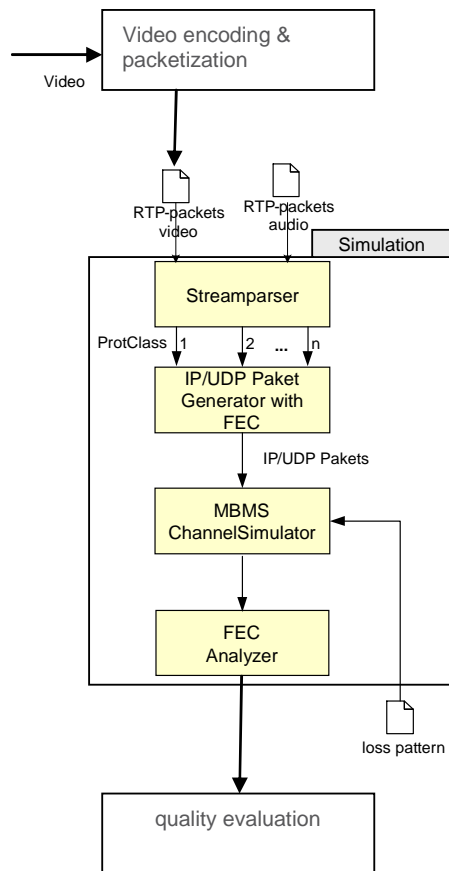 Video encoding &
packetization
Video
RTP-packets
video
RTP-packets
audio
Simulation
Streamparser
ProtClass 1 2 ... n
IP/UDP Paket
Generator with
FEC
IP/UDP Pakets
MBMS
ChannelSimulator
FEC
Analyzer
loss pattern
quality evaluation